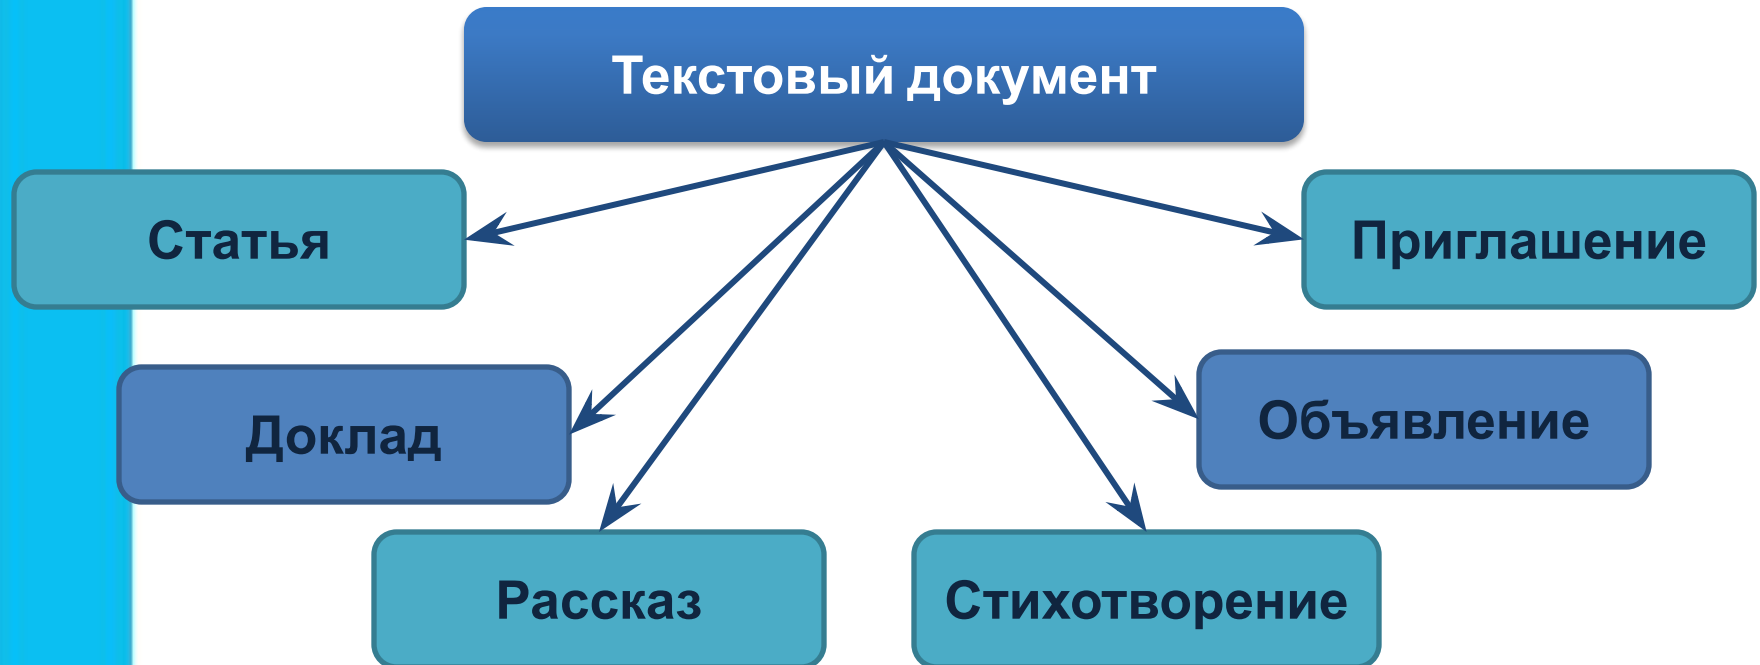 Текстовый документ
Статья
Приглашение
Доклад
Объявление
Рассказ
Стихотворение